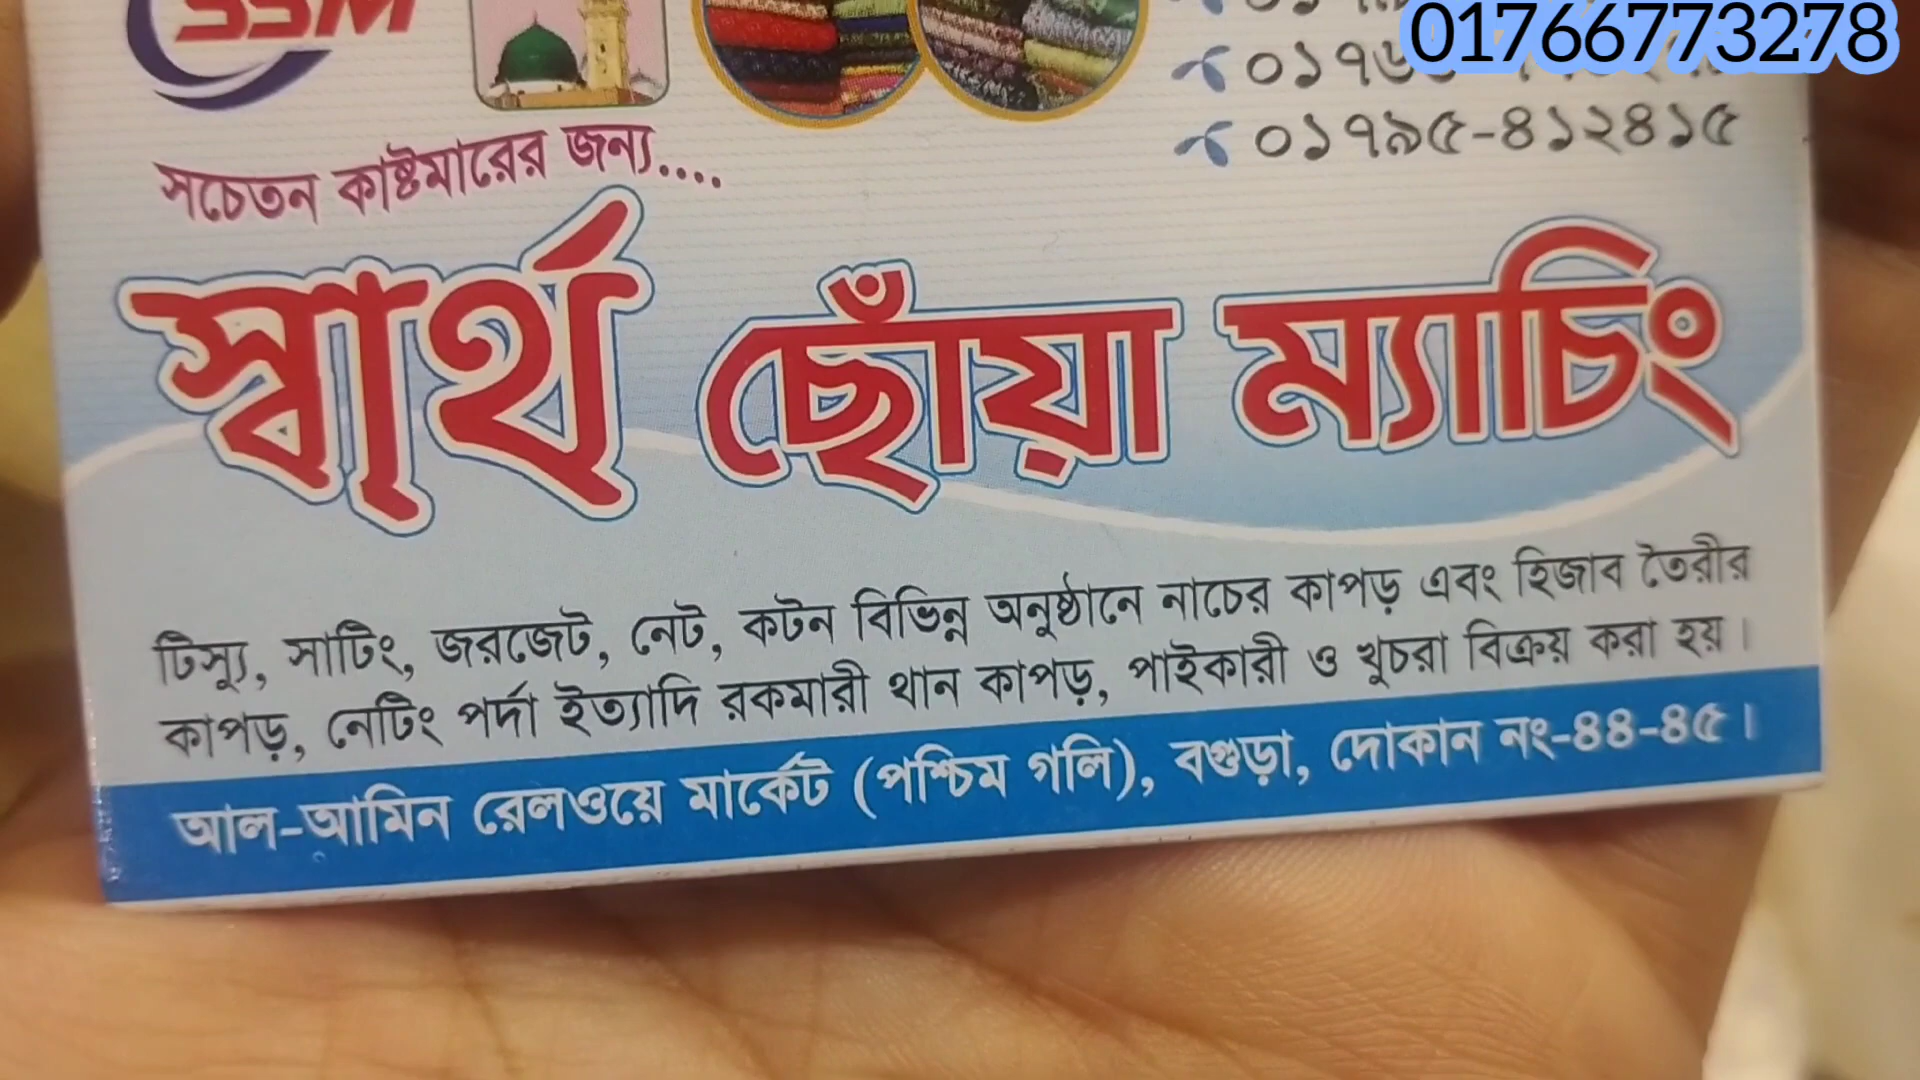 SSM
01766773278
০১৭৯৫-৪১২৪১৫
সচেতন কাষ্টমারের জন্য....
স্বার্থ ছোঁয়া ম্যাচিং
টিস্যু, সাটিং, জরজেট, নেট, কটন বিভিন্ন অনুষ্ঠানে নাচের কাপড় এবং হিজাব তৈরীর
কাপড়, নেটিং পর্দা ইত্যাদি রকমারী থান কাপড়, পাইকারী ও খুচরা বিক্রয় করা হয়।
আল-আমিন রেলওয়ে মার্কেট (পশ্চিম গলি), বগুড়া, দোকান নং-৪৪-৪৫।